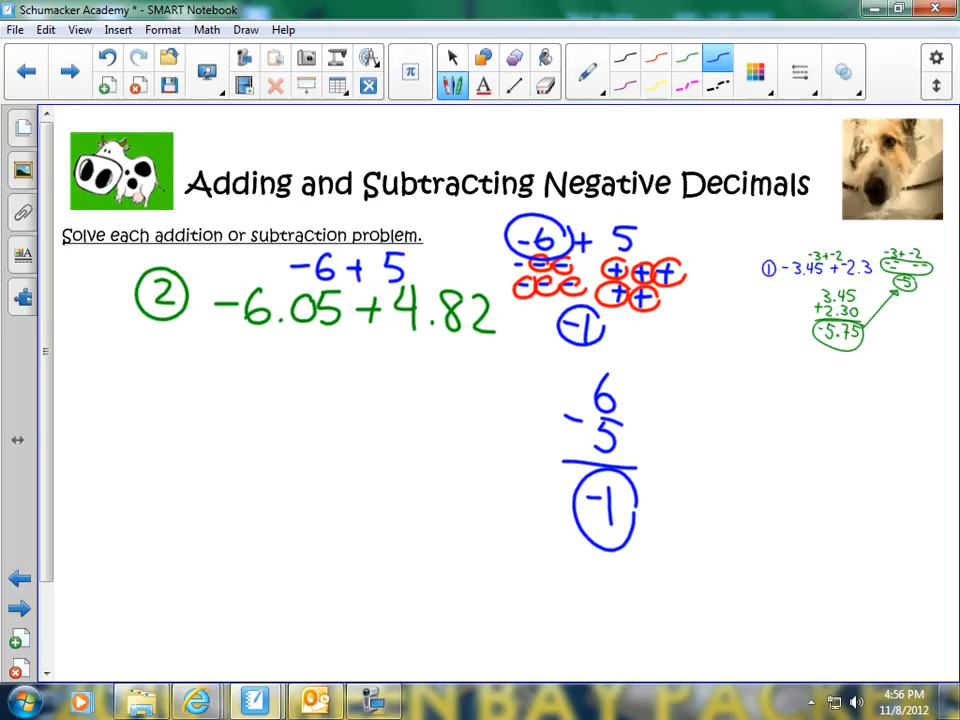 Schumacker Academy * - SMART Notebook
File Edit View Insert Format Math Draw Help
π
A
Adding and Subtracting Negative Decimals
Solve each addition or subtraction problem.
-6 + 5
2 -6.05 + 4.82
-6 + 5
- - - + + +
- - - + +
-1
6
- 5
-1
-3 + -2
1 -3.45 + -2.3
3.45
+2.30
-5.75
-3 + -2
- - - - -
-5
4:56 PM
11/8/2012